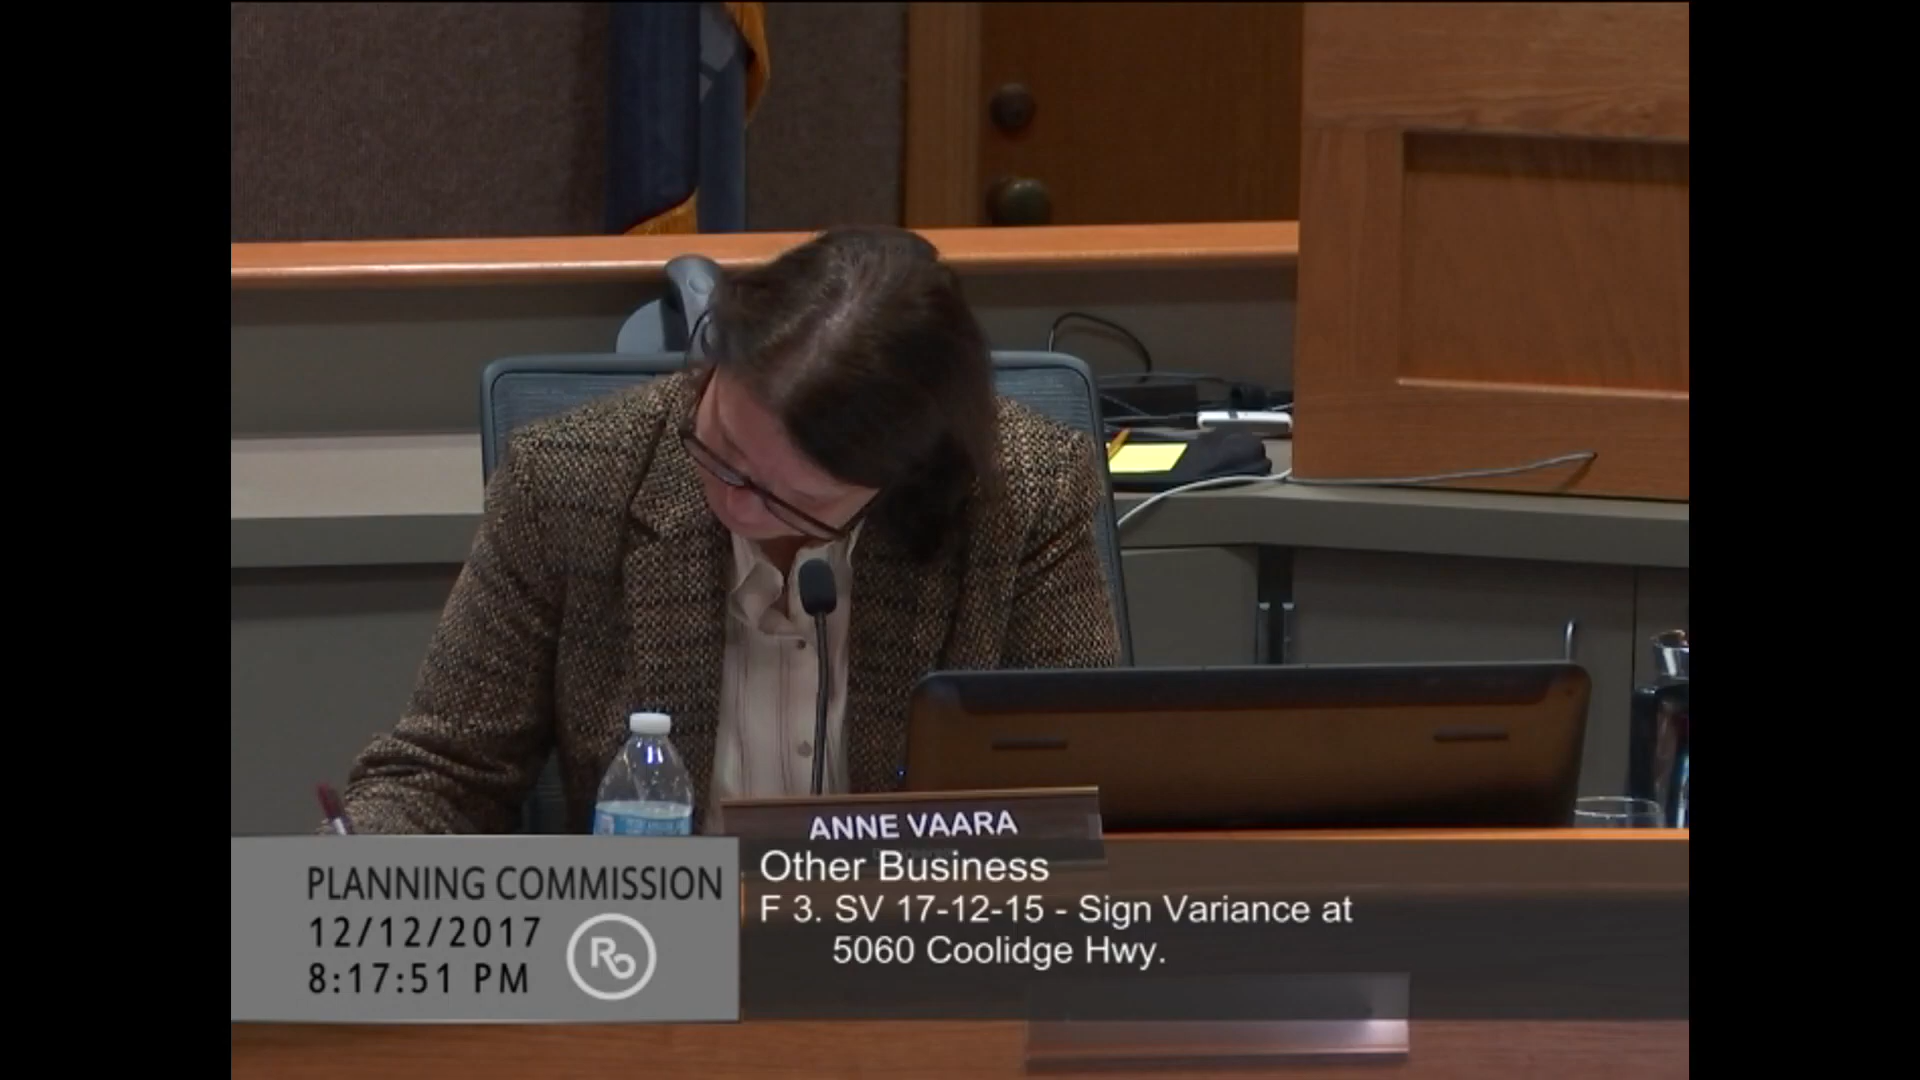 ANNE VAARA
PLANNING COMMISSION
12/12/2017
8:17:51 PM
Ro
Other Business
F 3. SV 17-12-15 - Sign Variance at
5060 Coolidge Hwy.